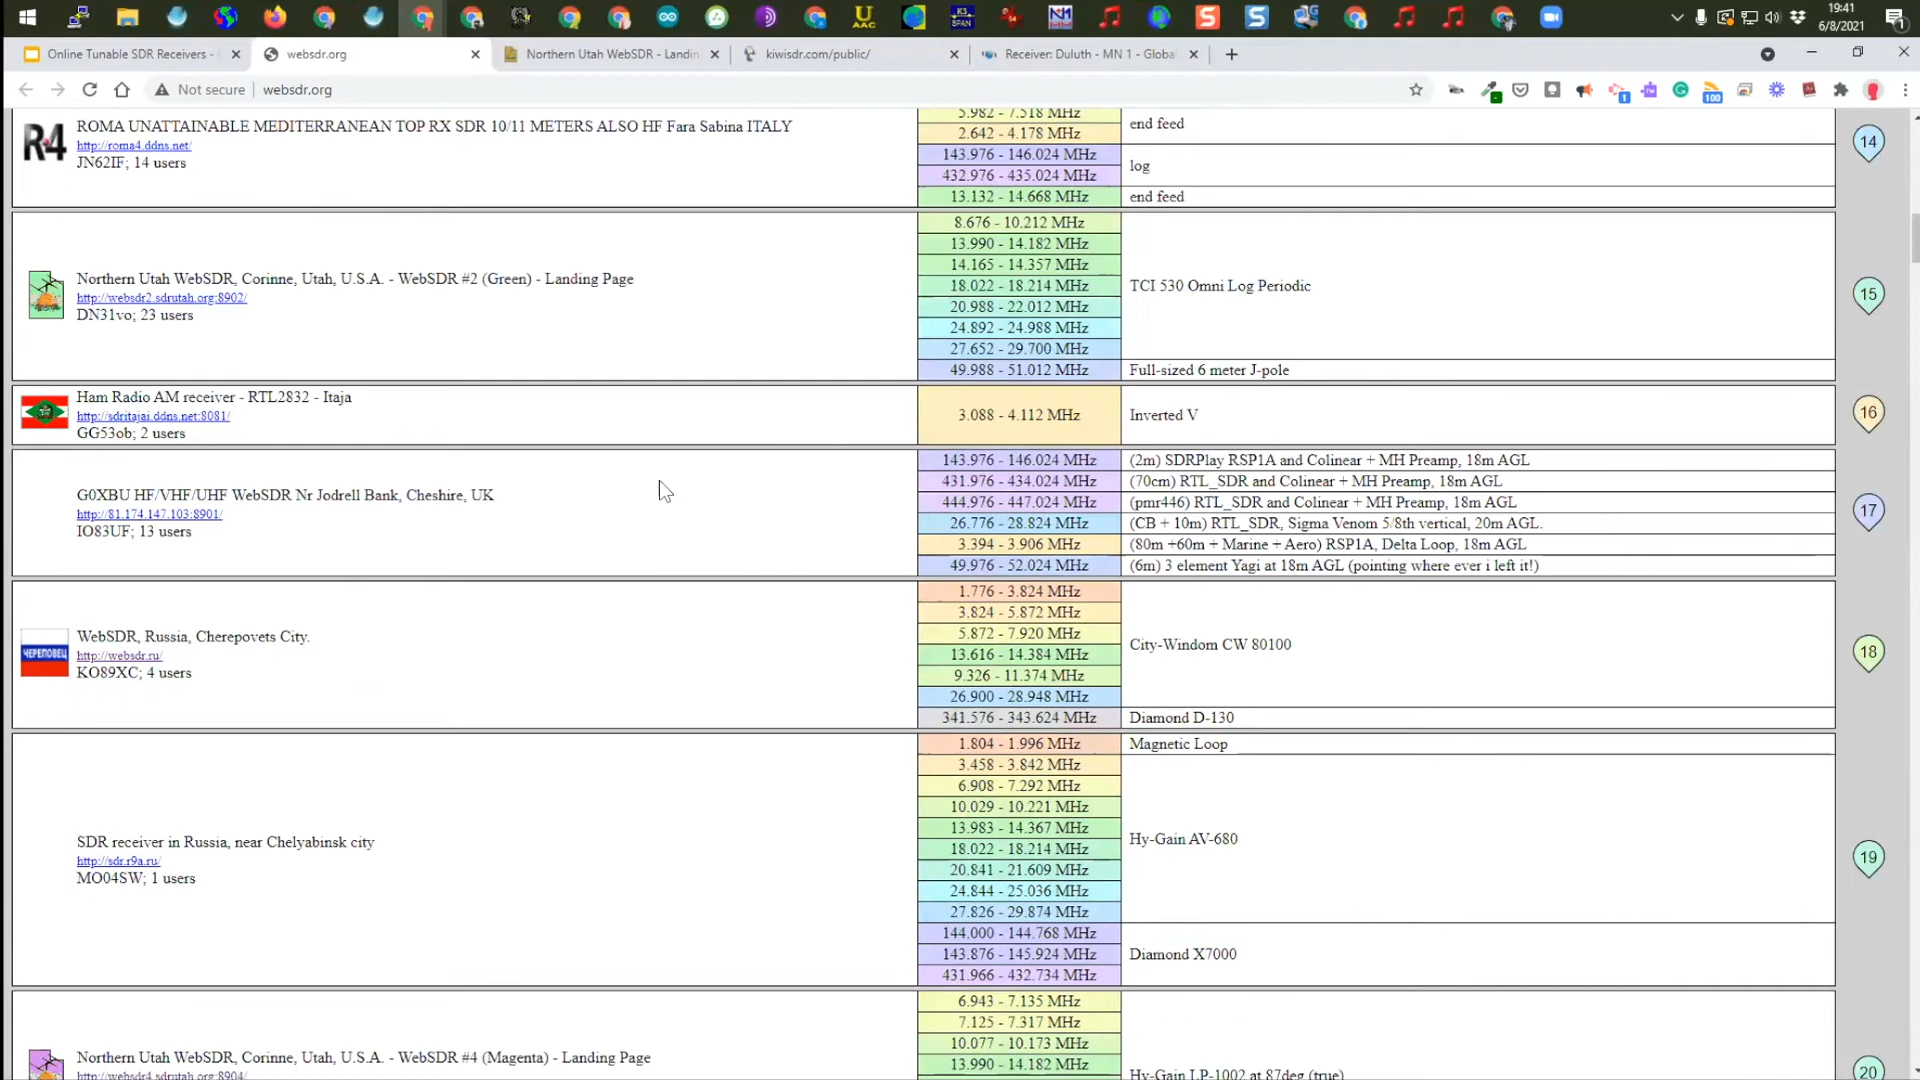 19:41
6/8/2021
Online Tunable SDR Receivers -
websdr.org
Northern Utah WebSDR - Landin
kiwisdr.com/public/
Receiver: Duluth - MN 1 - Globa
Not secure
websdr.org
1
100
R4
ROMA UNATTAINABLE MEDITERRANEAN TOP RX SDR 10/11 METERS ALSO HF Fara Sabina ITALY
http://roma4.ddns.net/
JN62IF; 14 users
5.982 - 7.518 MHz
2.642 - 4.178 MHz
end feed
143.976 - 146.024 MHz
432.976 - 435.024 MHz
log
13.132 - 14.668 MHz
end feed
14
Northern Utah WebSDR, Corinne, Utah, U.S.A. - WebSDR #2 (Green) - Landing Page
http://websdr2.sdrutah.org:8902/
DN31vo; 23 users
8.676 - 10.212 MHz
13.990 - 14.182 MHz
14.165 - 14.357 MHz
18.022 - 18.214 MHz
20.988 - 22.012 MHz
24.892 - 24.988 MHz
27.652 - 29.700 MHz
TCI 530 Omni Log Periodic
49.988 - 51.012 MHz
Full-sized 6 meter J-pole
15
Ham Radio AM receiver - RTL2832 - Itaja
http://sdritajai.ddns.net:8081/
GG53ob; 2 users
3.088 - 4.112 MHz
Inverted V
16
G0XBU HF/VHF/UHF WebSDR Nr Jodrell Bank, Cheshire, UK
http://81.174.147.103:8901/
IO83UF; 13 users
143.976 - 146.024 MHz
(2m) SDRPlay RSP1A and Colinear + MH Preamp, 18m AGL
431.976 - 434.024 MHz
(70cm) RTL_SDR and Colinear + MH Preamp, 18m AGL
444.976 - 447.024 MHz
(pmr446) RTL_SDR and Colinear + MH Preamp, 18m AGL
26.776 - 28.824 MHz
(CB + 10m) RTL_SDR, Sigma Venom 5/8th vertical, 20m AGL.
3.394 - 3.906 MHz
(80m +60m + Marine + Aero) RSP1A, Delta Loop, 18m AGL
49.976 - 52.024 MHz
(6m) 3 element Yagi at 18m AGL (pointing where ever i left it!)
17
ЧЕРЕПОВЕЦ
WebSDR, Russia, Cherepovets City.
http://websdr.ru/
KO89XC; 4 users
1.776 - 3.824 MHz
3.824 - 5.872 MHz
5.872 - 7.920 MHz
13.616 - 14.384 MHz
9.326 - 11.374 MHz
26.900 - 28.948 MHz
City-Windom CW 80100
341.576 - 343.624 MHz
Diamond D-130
18
SDR receiver in Russia, near Chelyabinsk city
http://sdr.r9a.ru/
MO04SW; 1 users
1.804 - 1.996 MHz
Magnetic Loop
3.458 - 3.842 MHz
6.908 - 7.292 MHz
10.029 - 10.221 MHz
13.983 - 14.367 MHz
18.022 - 18.214 MHz
20.841 - 21.609 MHz
24.844 - 25.036 MHz
27.826 - 29.874 MHz
Hy-Gain AV-680
144.000 - 144.768 MHz
143.876 - 145.924 MHz
431.966 - 432.734 MHz
Diamond X7000
19
Northern Utah WebSDR, Corinne, Utah, U.S.A. - WebSDR #4 (Magenta) - Landing Page
http://websdr4.sdrutah.org:8904/
6.943 - 7.135 MHz
7.125 - 7.317 MHz
10.077 - 10.173 MHz
13.990 - 14.182 MHz
Hy-Gain LP-1002 at 87deg (true)
20